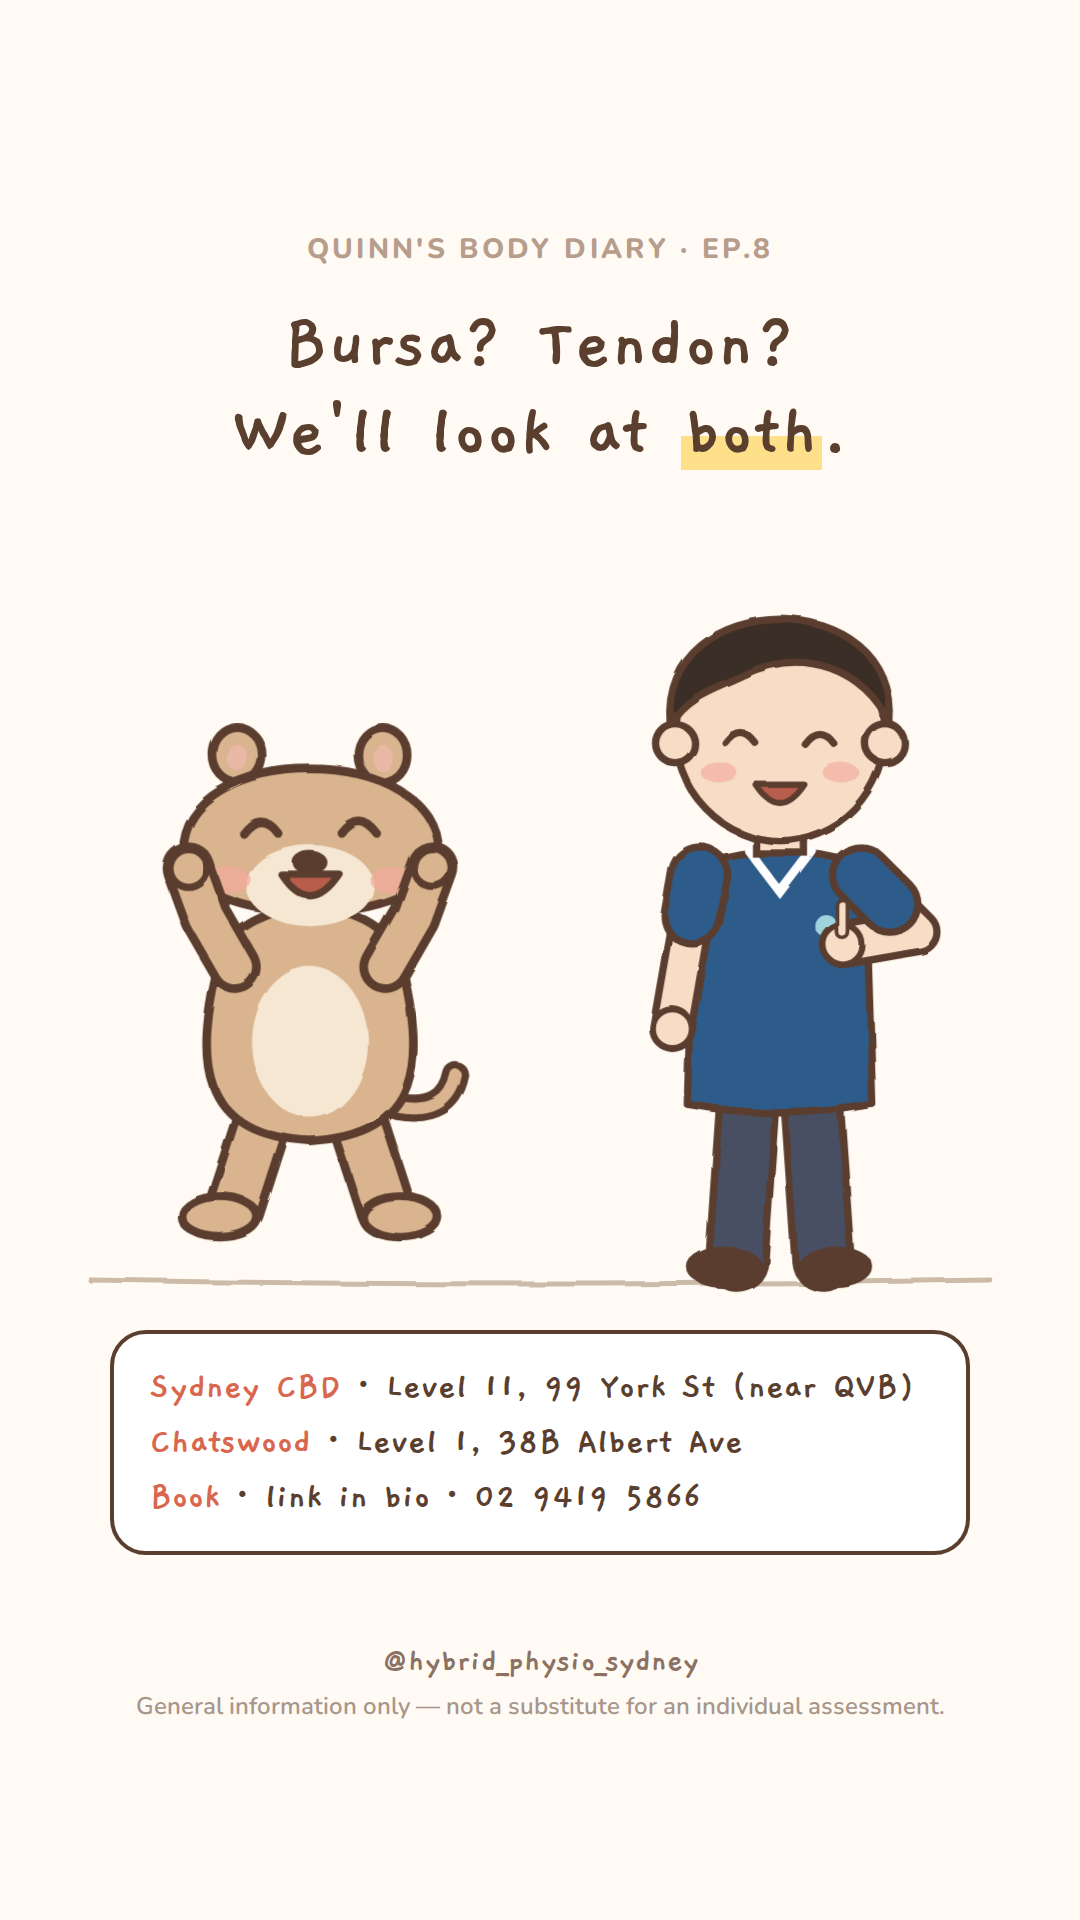 QUINN'S BODY DIARY · EP.8
Bursa? Tendon?
We'll look at both.
Sydney CBD · Level 11, 99 York St (near QVB)
Chatswood · Level 1, 38B Albert Ave
Book · link in bio · 02 9419 5866
@hybrid_physio_sydney
General information only — not a substitute for an individual assessment.